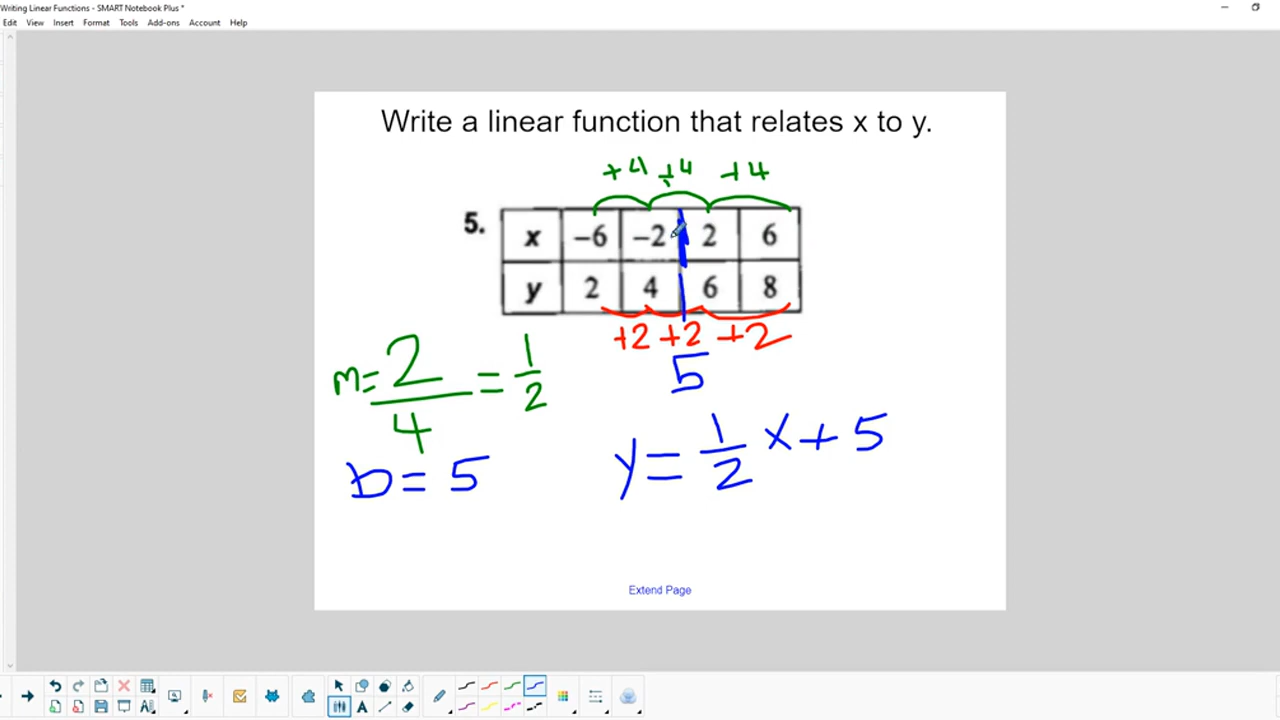 Writing Linear Functions - SMART Notebook Plus *
Edit View Insert Format Tools Add-ons Account Help
Write a linear function that relates x to y.
+4 +4 +4
5.
x -6 -2 2 6
y 2 4 6 8
+2 +2 +2
m= 2/4 = 1/2
5
b = 5
y = 1/2 x + 5
Extend Page